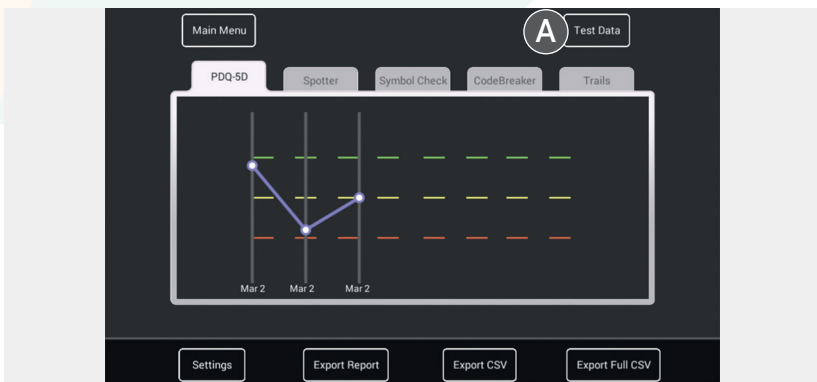 Main Menu
A
Test Data
PDQ-5D
Spotter
Symbol Check
CodeBreaker
Trails
Mar 2
Mar 2
Mar 2
Settings
Export Report
Export CSV
Export Full CSV